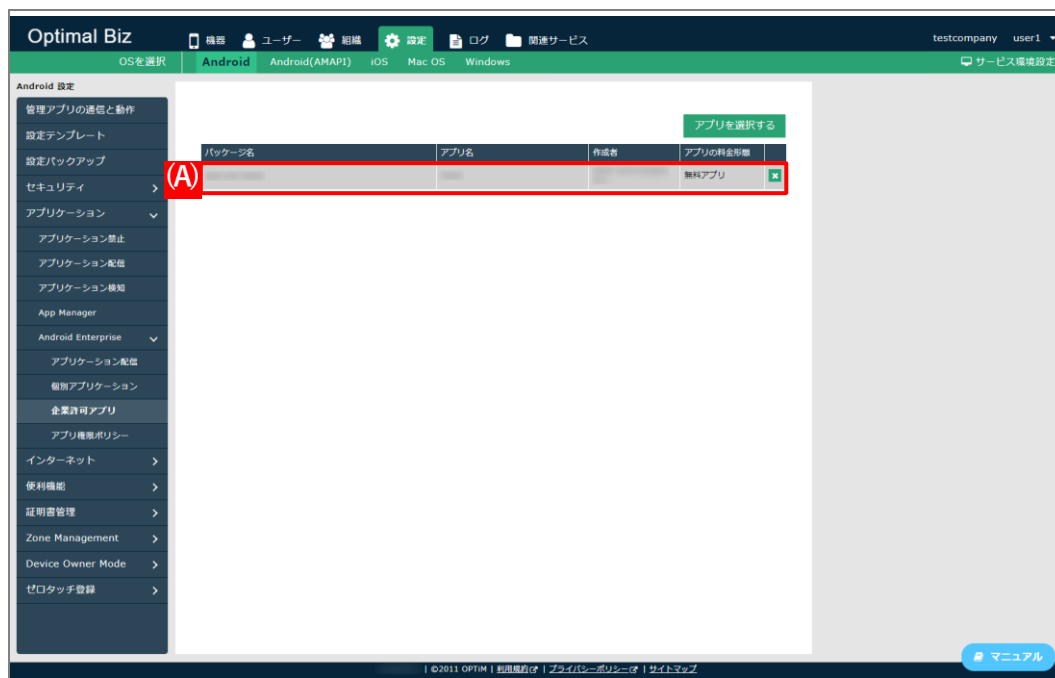 Optimal Biz
機器 ユーザー 組織 設定 ログ 関連サービス
testcompany user1
OSを選択 Android Android(AMAPI) iOS Mac OS Windows
サービス環境設定
Android 設定
管理アプリの通信と動作
設定テンプレート
設定バックアップ
セキュリティ
アプリケーション
アプリケーション禁止
アプリケーション配信
アプリケーション検知
App Manager
Android Enterprise
アプリケーション配信
個別アプリケーション
企業許可アプリ
アプリ権限ポリシー
インターネット
便利機能
証明書管理
Zone Management
Device Owner Mode
ゼロタッチ登録
アプリを選択する
パッケージ名 アプリ名 作成者 アプリの料金形態
(A)
無料アプリ
マニュアル
| ©2011 OPTiM | 利用規約 | プライバシーポリシー | サイトマップ